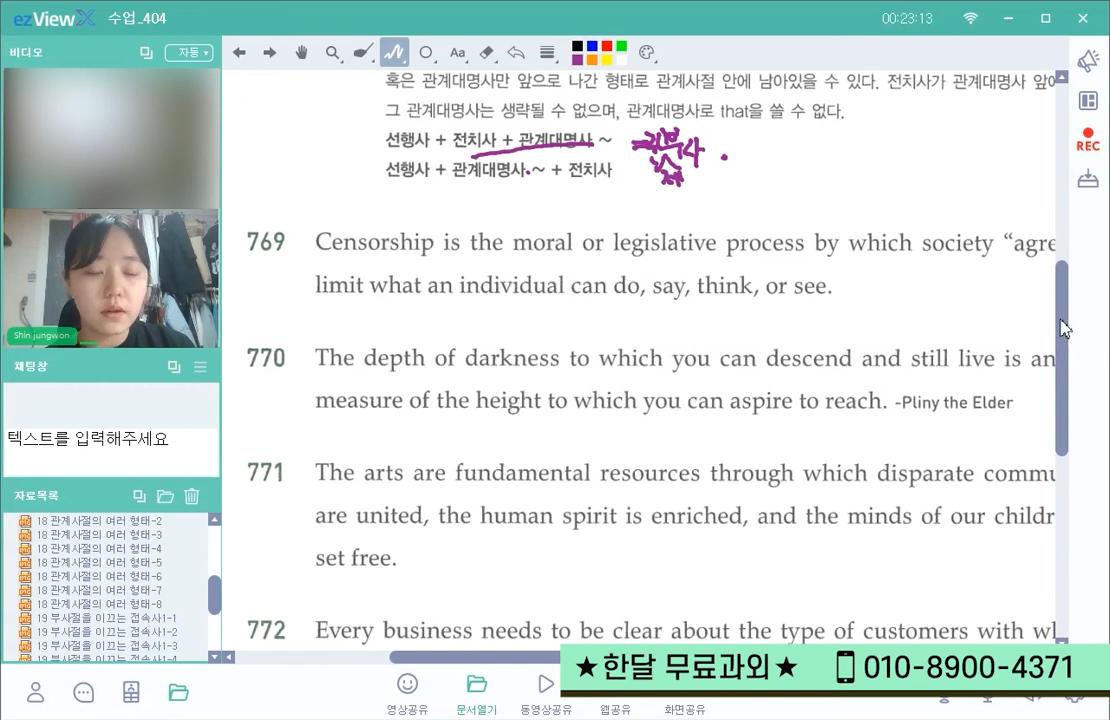 ezViewX 수업_404 00:23:13
비디오 자동
Aa
REC
Shin jungwon
채팅창
텍스트를 입력해주세요
자료목록
18 관계사절의 여러 형태-2
18 관계사절의 여러 형태-3
18 관계사절의 여러 형태-4
18 관계사절의 여러 형태-5
18 관계사절의 여러 형태-6
18 관계사절의 여러 형태-7
18 관계사절의 여러 형태-8
19 부사절을 이끄는 접속사1-1
19 부사절을 이끄는 접속사1-2
19 부사절을 이끄는 접속사1-3
19 부사절을 이끄는 접속사1-4
혹은 관계대명사만 앞으로 나간 형태로 관계사절 안에 남아있을 수 있다. 전치사가 관계대명사 앞에
그 관계대명사는 생략될 수 없으며, 관계대명사로 that을 쓸 수 없다.
선행사 + 전치사 + 관계대명사 ~
선행사 + 관계대명사 ~ + 전치사
769 Censorship is the moral or legislative process by which society “agre
limit what an individual can do, say, think, or see.
770 The depth of darkness to which you can descend and still live is an
measure of the height to which you can aspire to reach. -Pliny the Elder
771 The arts are fundamental resources through which disparate commu
are united, the human spirit is enriched, and the minds of our childr
set free.
772 Every business needs to be clear about the type of customers with wh
★한달 무료과외★ 010-8900-4371
영상공유 문서열기 동영상공유 웹공유 화면공유